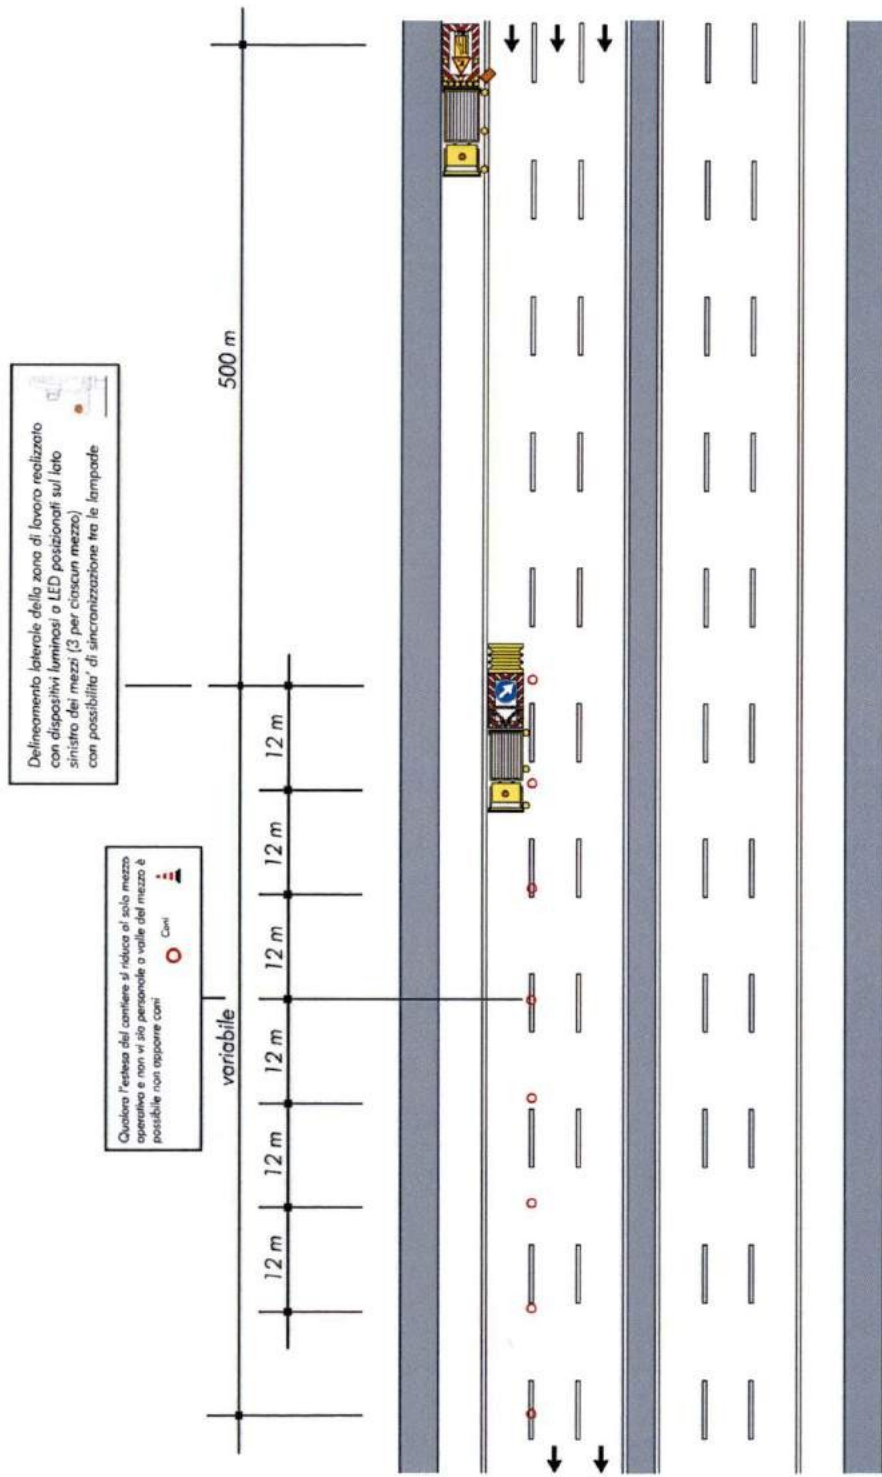 Delineamento laterale della zona di lavoro realizzato
con dispositivi luminosi a LED posizionati sul lato
sinistro dei mezzi (3 per ciascun mezzo)
con possibilita' di sincronizzazione tra le lampade
500 m
Qualora l'estesa del cantiere si riduca al solo mezzo
operativo e non vi sia personale a valle del mezzo è
possibile non apporre coni
Coni
variabile
12 m
12 m
12 m
12 m
12 m
12 m